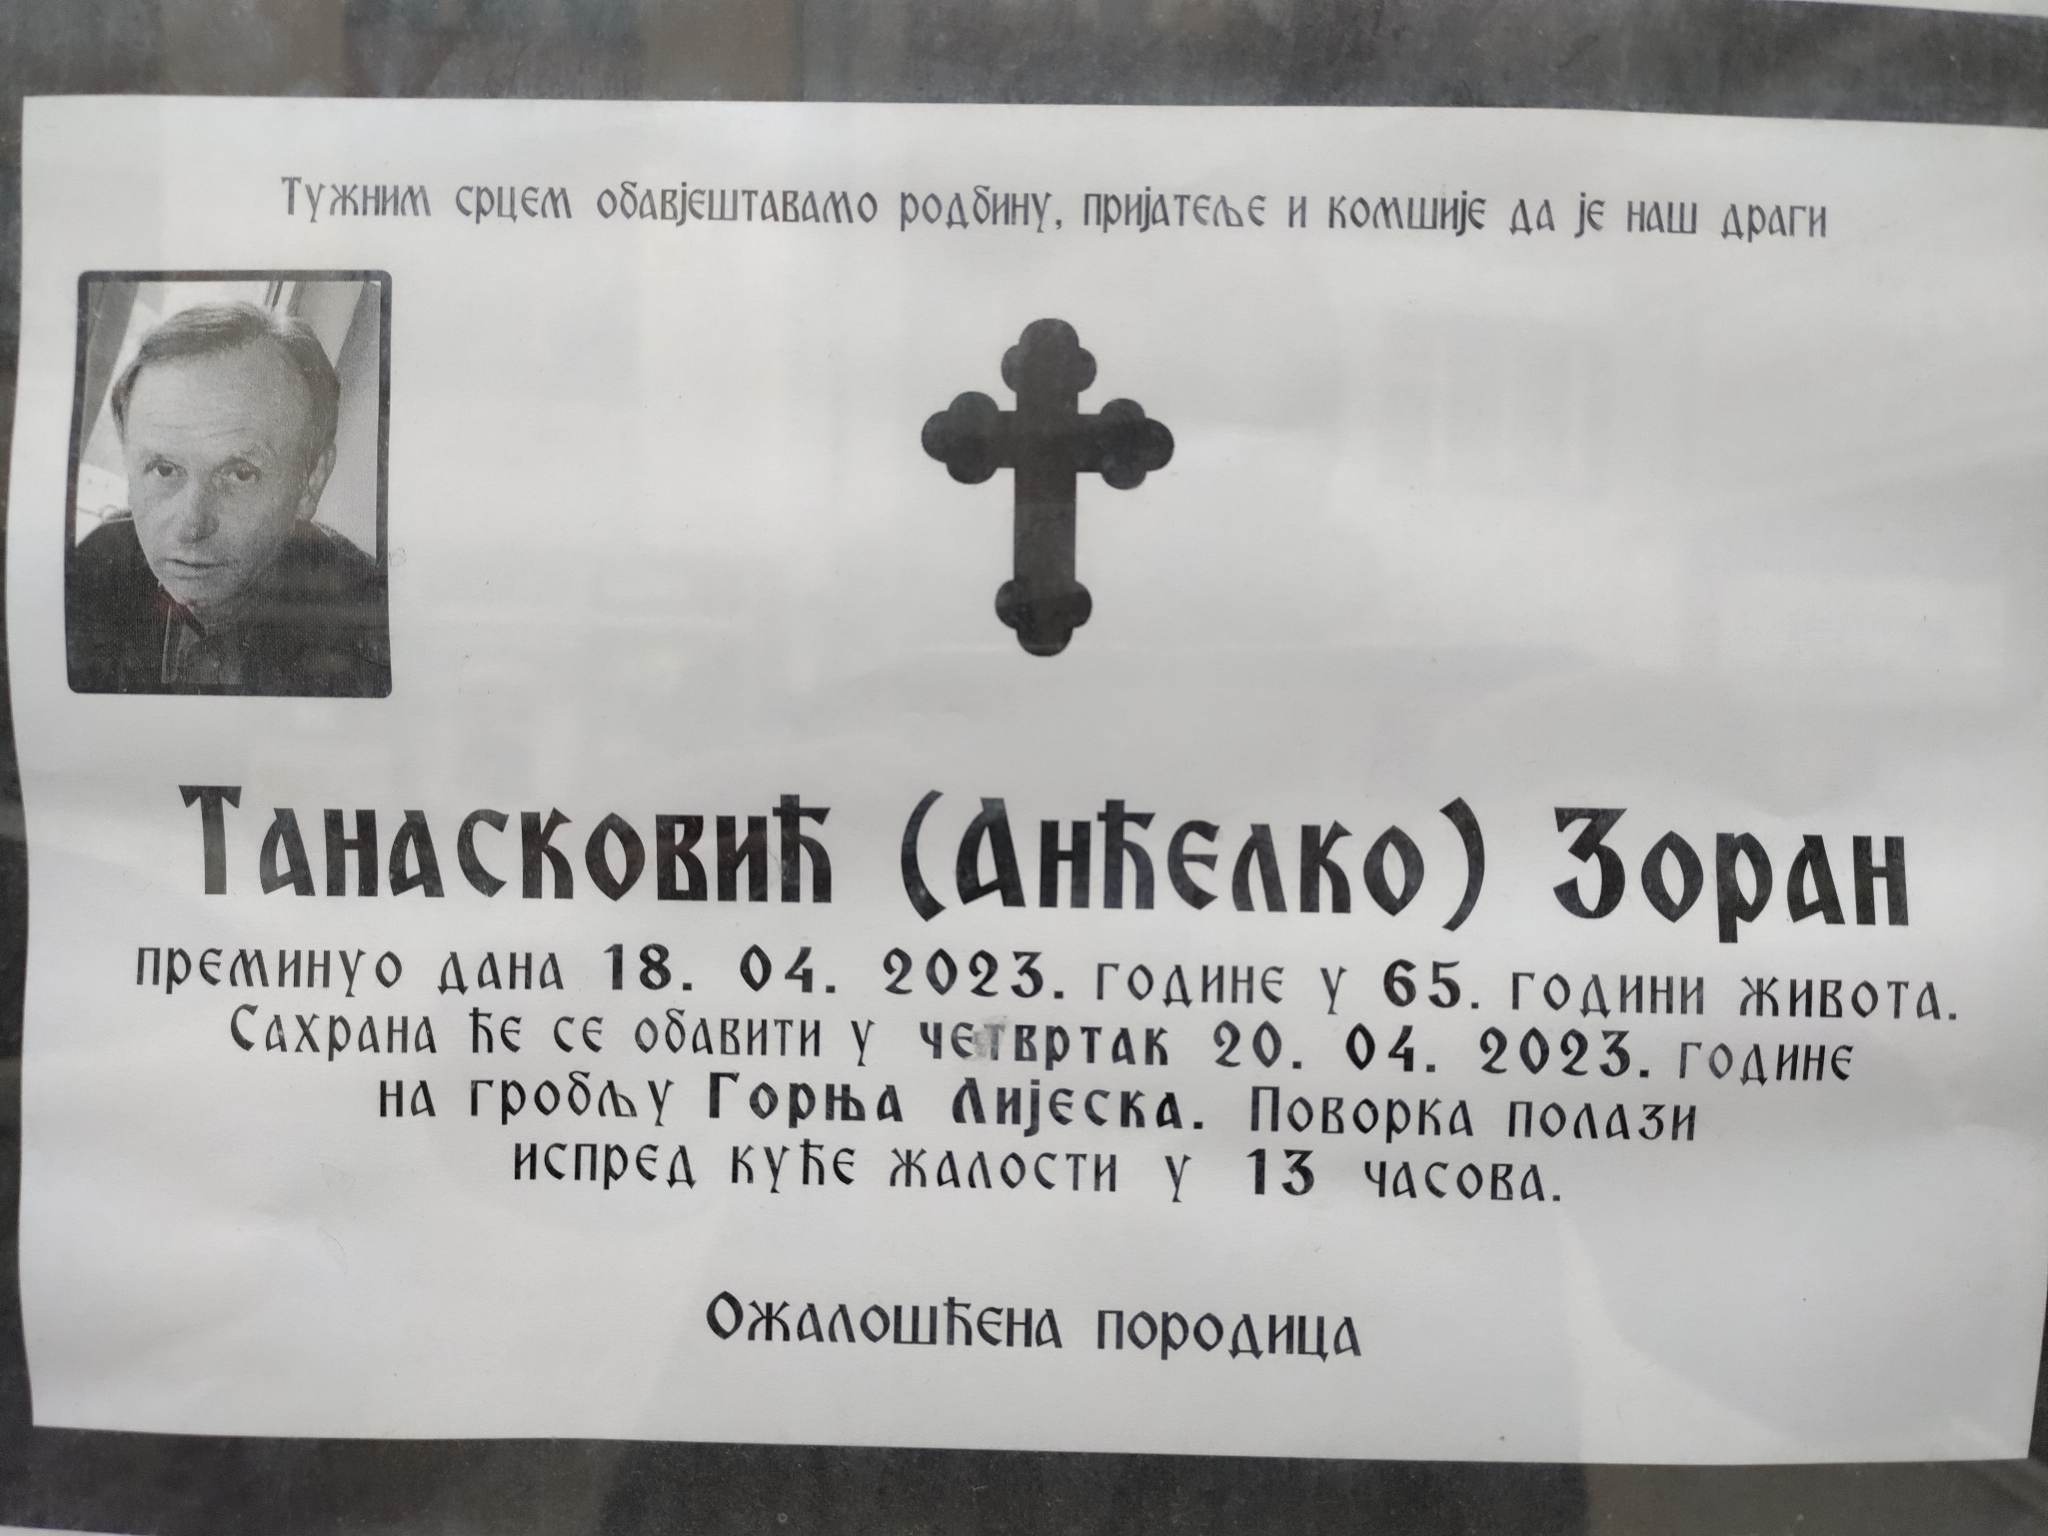 Тужним срцем обавјештавамо родбину, пријатеље и комшије да је наш драги
Танасковић (Анђелко) Зоран
преминуо дана 18. 04. 2023. године у 65. години живота.
Сахрана ће се обавити у четвртак 20. 04. 2023. године
на гробљу Горња Лијеска. Поворка полази
испред куће жалости у 13 часова.
Ожалошћена породица